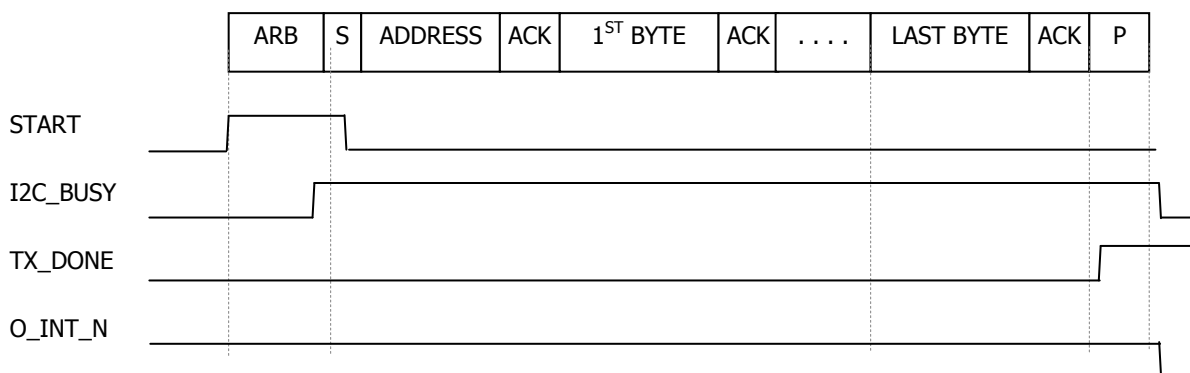 ARB S ADDRESS ACK 1ST BYTE ACK . . . . LAST BYTE ACK P
START
I2C_BUSY
TX_DONE
O_INT_N